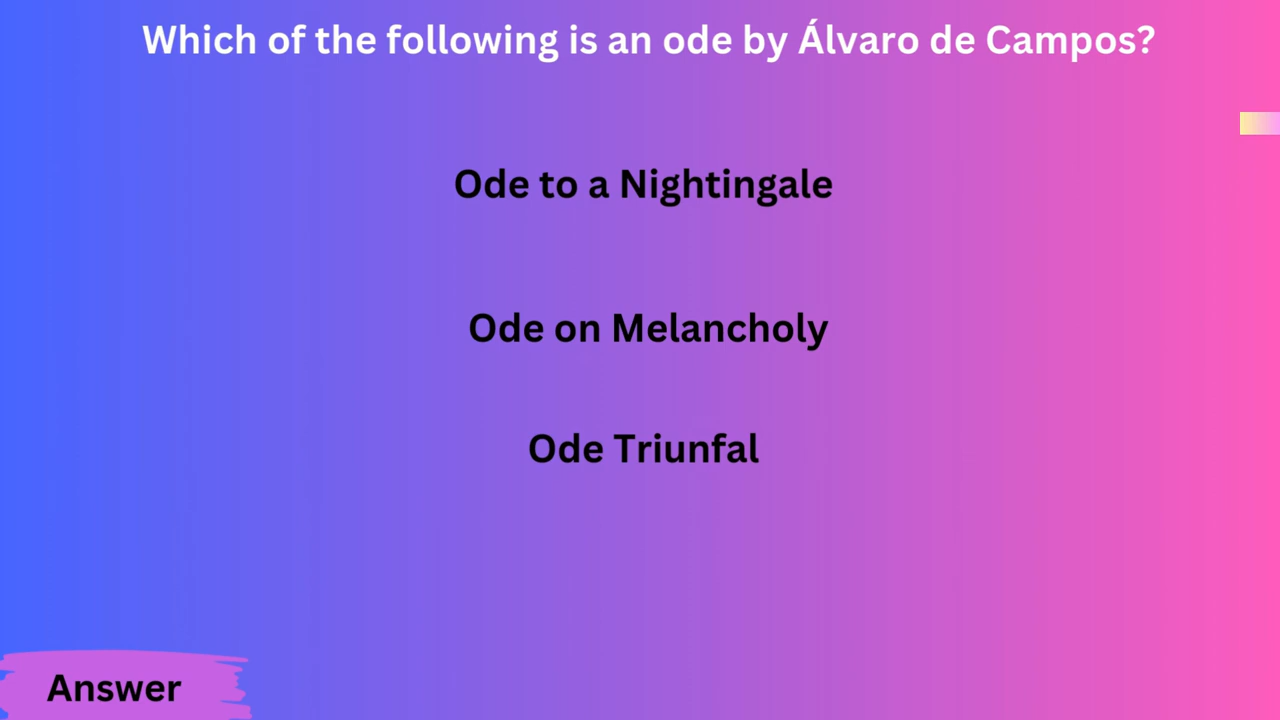 Which of the following is an ode by Álvaro de Campos?
Ode to a Nightingale
Ode on Melancholy
Ode Triunfal
Answer